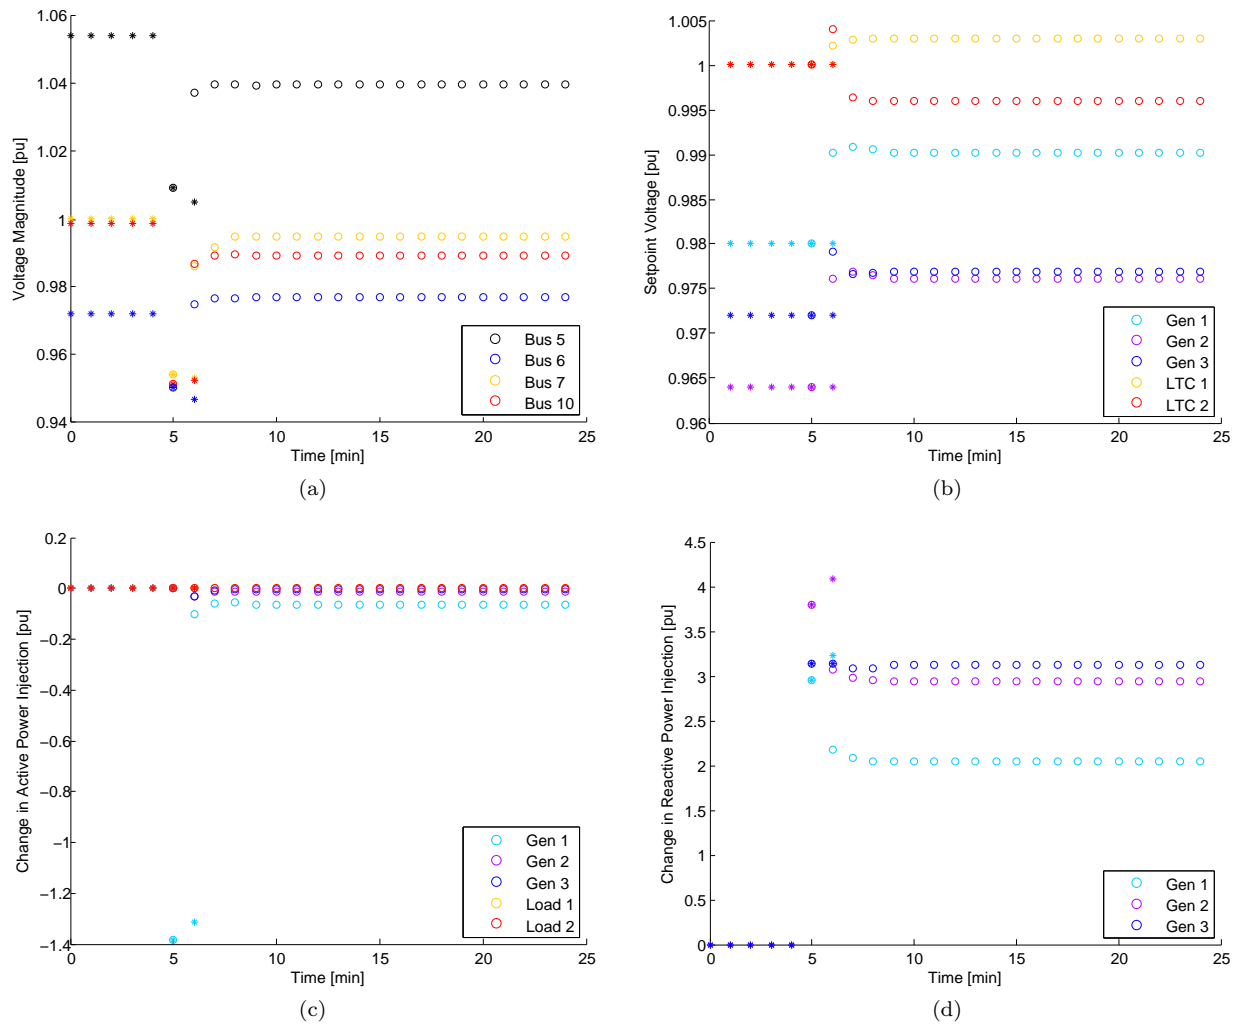 1.06
1.04
1.02
1
0.98
0.96
0.94
Voltage Magnitude [pu]
0 5 10 15 20 25
Time [min]
Bus 5
Bus 6
Bus 7
Bus 10
(a)
1.005
1
0.995
0.99
0.985
0.98
0.975
0.97
0.965
0.96
Setpoint Voltage [pu]
0 5 10 15 20 25
Time [min]
Gen 1
Gen 2
Gen 3
LTC 1
LTC 2
(b)
0.2
0
−0.2
−0.4
−0.6
−0.8
−1
−1.2
−1.4
Change in Active Power Injection [pu]
0 5 10 15 20 25
Time [min]
Gen 1
Gen 2
Gen 3
Load 1
Load 2
(c)
4.5
4
3.5
3
2.5
2
1.5
1
0.5
0
Change in Reactive Power Injection [pu]
0 5 10 15 20 25
Time [min]
Gen 1
Gen 2
Gen 3
(d)